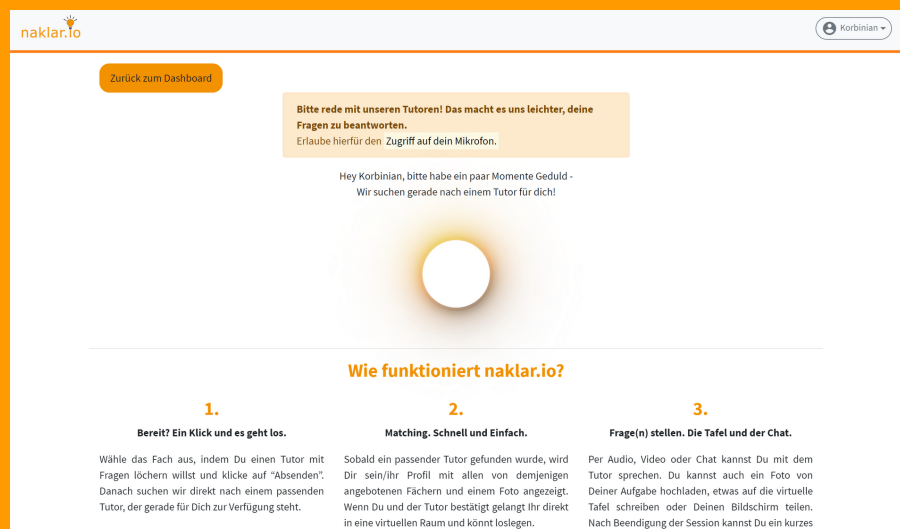 naklar.io
Korbinian
Zurück zum Dashboard
Bitte rede mit unseren Tutoren! Das macht es uns leichter, deine
Fragen zu beantworten.
Erlaube hierfür den Zugriff auf dein Mikrofon.
Hey Korbinian, bitte habe ein paar Momente Geduld -
Wir suchen gerade nach einem Tutor für dich!
Wie funktioniert naklar.io?
1.
Bereit? Ein Klick und es geht los.
Wähle das Fach aus, indem Du einen Tutor mit
Fragen löchern willst und klicke auf “Absenden”.
Danach suchen wir direkt nach einem passenden
Tutor, der gerade für Dich zur Verfügung steht.
2.
Matching. Schnell und Einfach.
Sobald ein passender Tutor gefunden wurde, wird
Dir sein/ihr Profil mit allen von demjenigen
angebotenen Fächern und einem Foto angezeigt.
Wenn Du und der Tutor bestätigt gelangt Ihr direkt
in eine virtuellen Raum und könnt loslegen.
3.
Frage(n) stellen. Die Tafel und der Chat.
Per Audio, Video oder Chat kannst Du mit dem
Tutor sprechen. Du kannst auch ein Foto von
Deiner Aufgabe hochladen, etwas auf die virtuelle
Tafel schreiben oder Deinen Bildschirm teilen.
Nach Beendigung der Session kannst Du ein kurzes